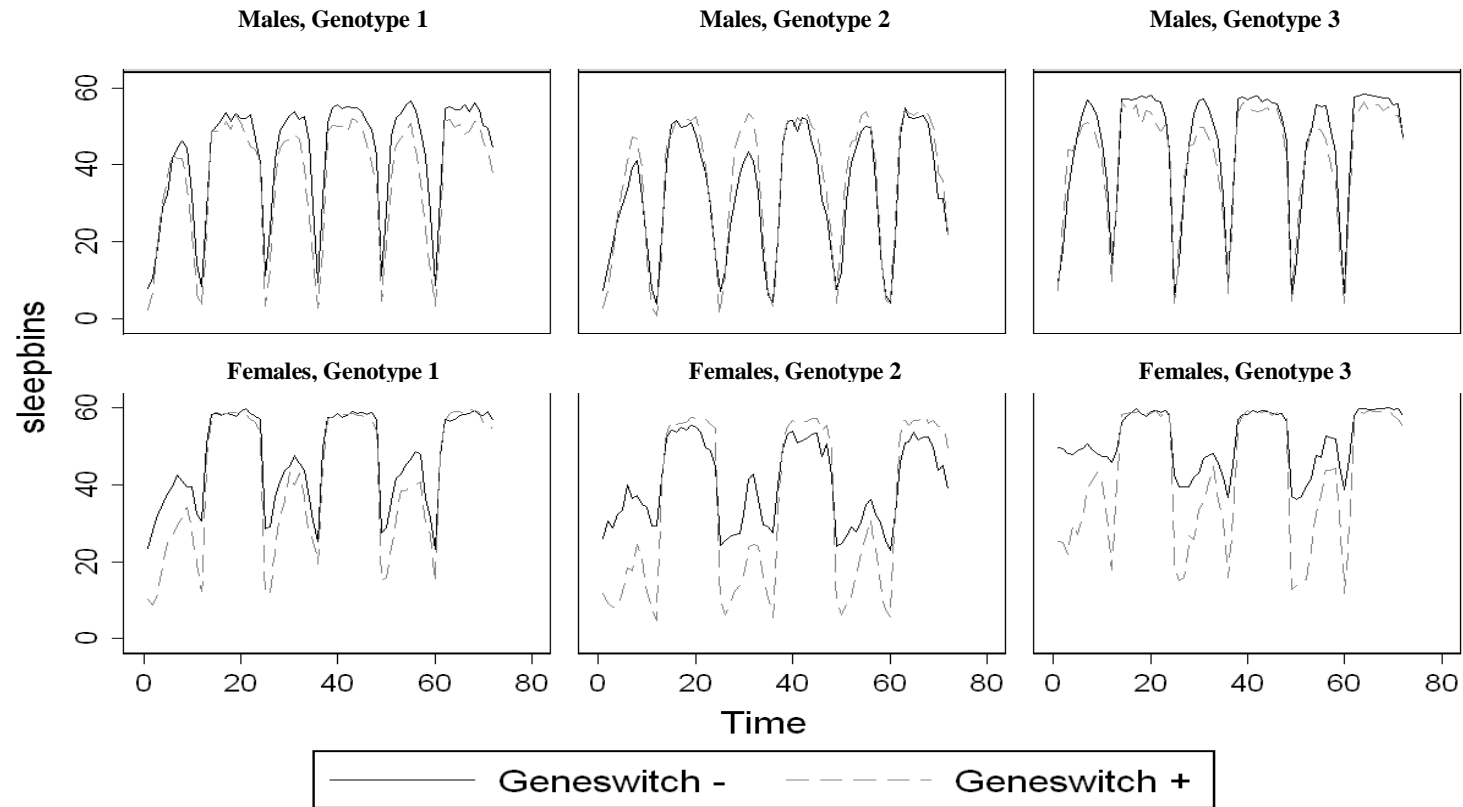 Males, Genotype 1
Males, Genotype 2
Males, Genotype 3
60
40
20
0
sleepbins
Females, Genotype 1
Females, Genotype 2
Females, Genotype 3
60
40
20
0
0 20 40 60 80
0 20 40 60 80
0 20 40 60 80
Time
Geneswitch -
Geneswitch +